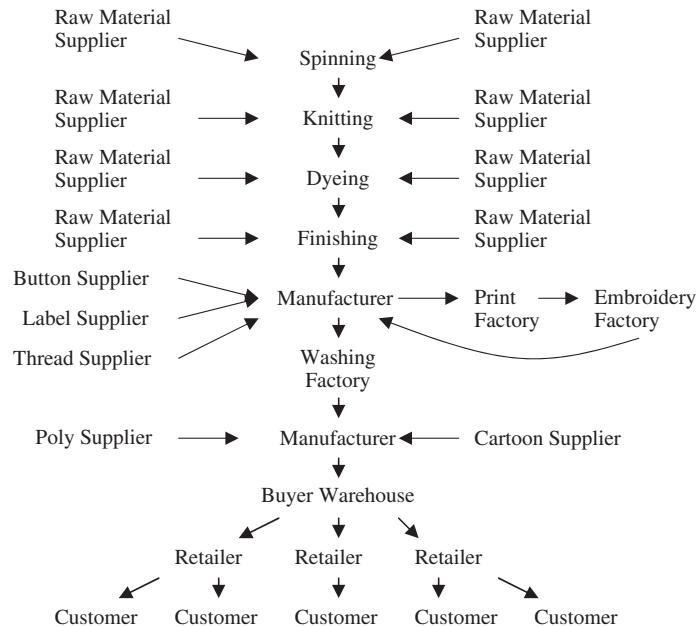 Raw Material
Supplier
Raw Material
Supplier
Spinning
Raw Material
Supplier
Knitting
Raw Material
Supplier
Raw Material
Supplier
Dyeing
Raw Material
Supplier
Raw Material
Supplier
Finishing
Raw Material
Supplier
Button Supplier
Label Supplier
Thread Supplier
Manufacturer
Print
Factory
Embroidery
Factory
Washing
Factory
Poly Supplier
Manufacturer
Cartoon Supplier
Buyer Warehouse
Retailer
Retailer
Retailer
Customer
Customer
Customer
Customer
Customer